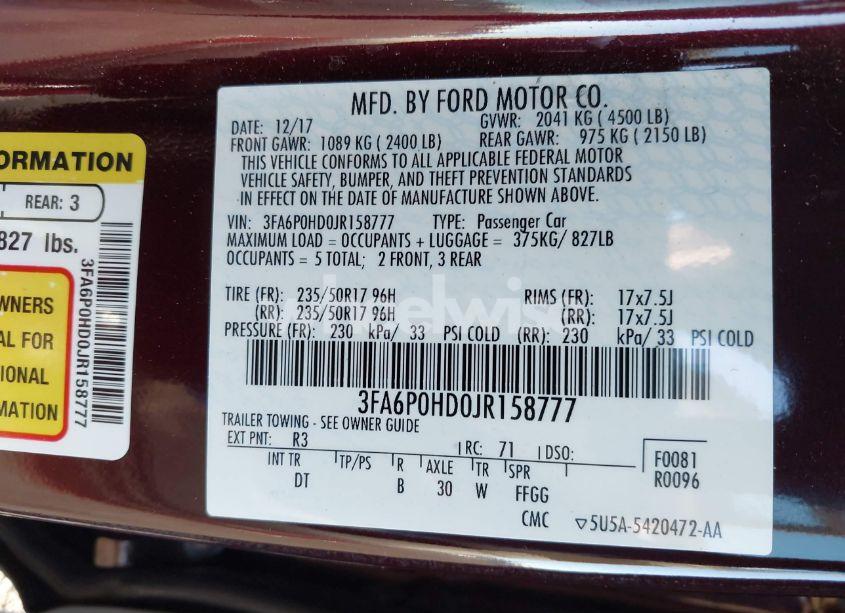 ORMATION
REAR: 3
827 lbs.
3FA6P0HD0JR158777
OWNERS
AL FOR
IONAL
RMATION
MFD. BY FORD MOTOR CO.
DATE: 12/17 GVWR: 2041 KG ( 4500 LB)
FRONT GAWR: 1089 KG ( 2400 LB) REAR GAWR: 975 KG ( 2150 LB)
THIS VEHICLE CONFORMS TO ALL APPLICABLE FEDERAL MOTOR
VEHICLE SAFETY, BUMPER, AND THEFT PREVENTION STANDARDS
IN EFFECT ON THE DATE OF MANUFACTURE SHOWN ABOVE.
VIN: 3FA6P0HD0JR158777 TYPE: Passenger Car
MAXIMUM LOAD = OCCUPANTS + LUGGAGE = 375KG/ 827LB
OCCUPANTS = 5 TOTAL; 2 FRONT, 3 REAR
TIRE (FR): 235/50R17 96H RIMS (FR): 17x7.5J
(RR): 235/50R17 96H (RR): 17x7.5J
PRESSURE (FR): 230 kPa/ 33 PSI COLD (RR): 230 kPa/ 33 PSI COLD
3FA6P0HD0JR158777
TRAILER TOWING - SEE OWNER GUIDE
EXT PNT: R3 RC: 71 DSO: F0081
INT TR TP/PS R AXLE TR SPR R0096
DT B 30 W FFGG
CMC ▽5U5A-5420472-AA